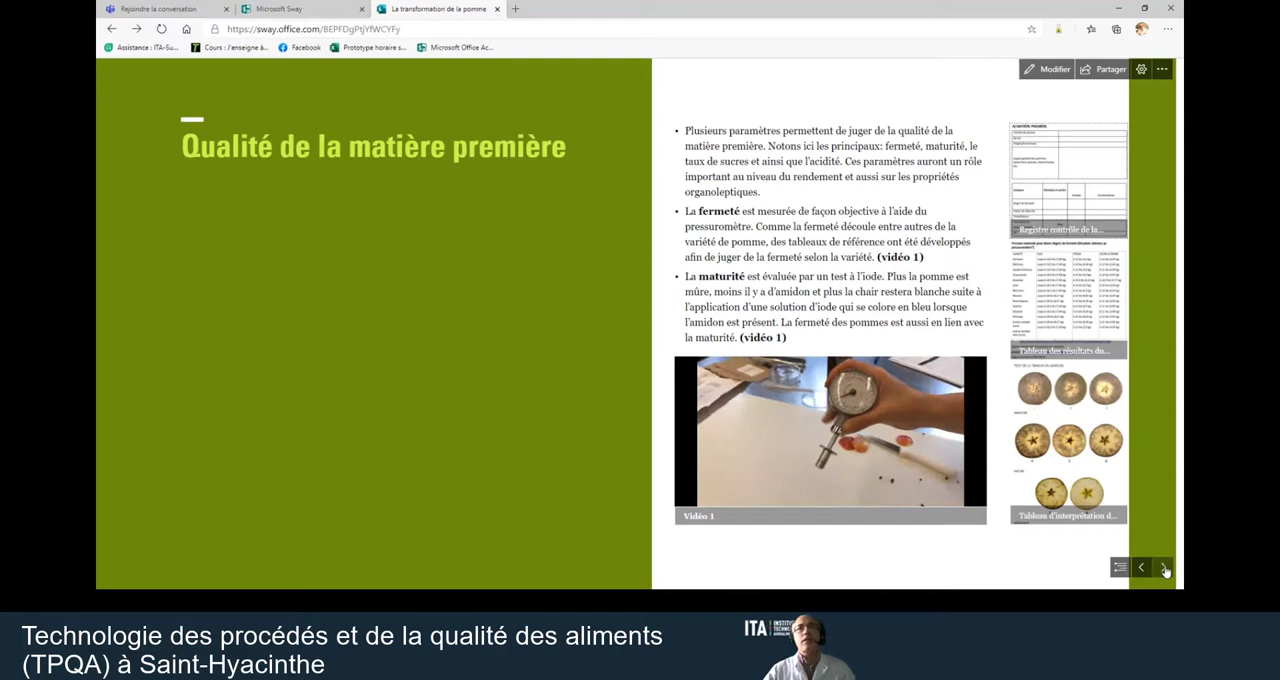 Rejoindre la conversation
Microsoft Sway
La transformation de la pomme
https://sway.office.com/BEPFDgPtjYfWCYFy
Assistance : ITA-Su...
Cours : J'enseigne à...
Facebook
Prototype horaire s...
Microsoft Office Ac...
Modifier
Partager
Qualité de la matière première
• Plusieurs paramètres permettent de juger de la qualité de la
matière première. Notons ici les principaux: fermeté, maturité, le
taux de sucres et ainsi que l'acidité. Ces paramètres auront un rôle
important au niveau du rendement et aussi sur les propriétés
organoleptiques.
• La fermeté est mesurée de façon objective à l'aide du
pressuromètre. Comme la fermeté découle entre autres de la
variété de pomme, des tableaux de référence ont été développés
afin de juger de la fermeté selon la variété. (vidéo 1)
• La maturité est évaluée par un test à l'iode. Plus la pomme est
mûre, moins il y a d'amidon et plus la chair restera blanche suite à
l'application d'une solution d'iode qui se colore en bleu lorsque
l'amidon est présent. La fermeté des pommes est aussi en lien avec
la maturité. (vidéo 1)
Vidéo 1
Registre contrôle de la...
Tableau des résultats du...
Tableau d'interprétation d...
Technologie des procédés et de la qualité des aliments
(TPQA) à Saint-Hyacinthe
ITA